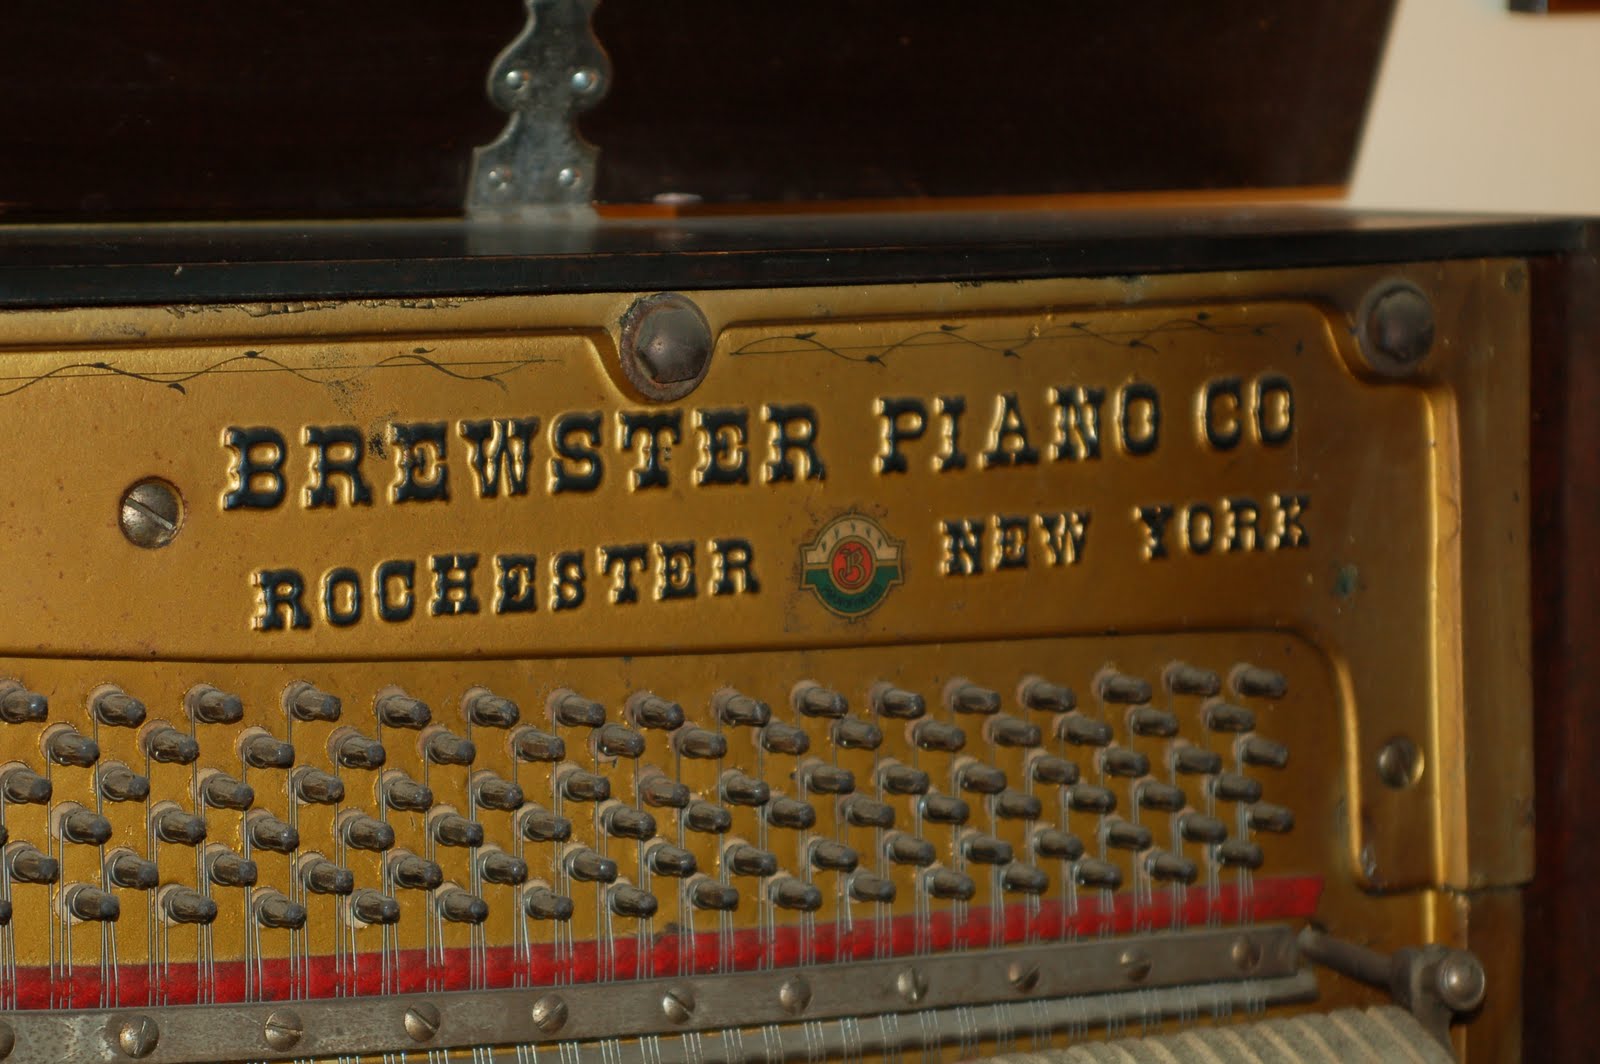 BREWSTER PIANO CO
ROCHESTER NEW YORK
B